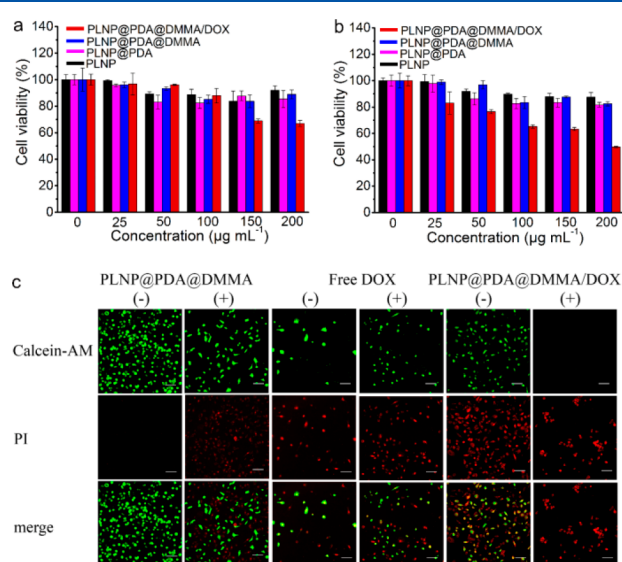 a
PLNP@PDA@DMMA/DOX
PLNP@PDA@DMMA
PLNP@PDA
PLNP
Cell viability (%)
140
120
100
80
60
40
20
0
0 25 50 100 150 200
Concentration (μg mL⁻¹)
b
PLNP@PDA@DMMA/DOX
PLNP@PDA@DMMA
PLNP@PDA
PLNP
Cell viability (%)
140
120
100
80
60
40
20
0
0 25 50 100 150 200
Concentration (μg mL⁻¹)
c
PLNP@PDA@DMMA Free DOX PLNP@PDA@DMMA/DOX
(-) (+) (-) (+) (-) (+)
Calcein-AM
PI
merge